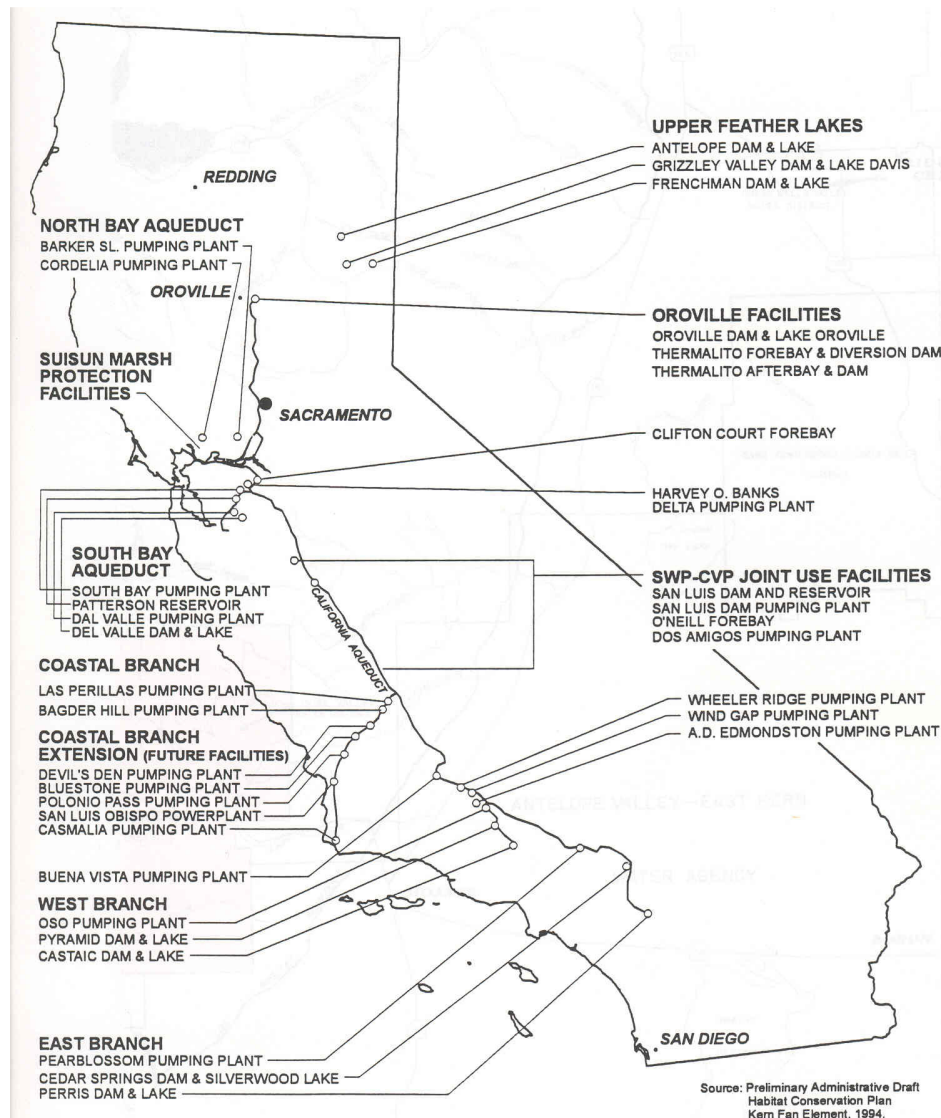 UPPER FEATHER LAKES
ANTELOPE DAM & LAKE
GRIZZLEY VALLEY DAM & LAKE DAVIS
FRENCHMAN DAM & LAKE
REDDING
NORTH BAY AQUEDUCT
BARKER SL. PUMPING PLANT
CORDELIA PUMPING PLANT
OROVILLE
OROVILLE FACILITIES
OROVILLE DAM & LAKE OROVILLE
THERMALITO FOREBAY & DIVERSION DAM
THERMALITO AFTERBAY & DAM
SUISUN MARSH
PROTECTION
FACILITIES
SACRAMENTO
CLIFTON COURT FOREBAY
HARVEY O. BANKS
DELTA PUMPING PLANT
SOUTH BAY
AQUEDUCT
SOUTH BAY PUMPING PLANT
PATTERSON RESERVOIR
DAL VALLE PUMPING PLANT
DEL VALLE DAM & LAKE
SWP-CVP JOINT USE FACILITIES
SAN LUIS DAM AND RESERVOIR
SAN LUIS DAM PUMPING PLANT
O'NEILL FOREBAY
DOS AMIGOS PUMPING PLANT
CALIFORNIA AQUEDUCT
COASTAL BRANCH
LAS PERILLAS PUMPING PLANT
BAGDER HILL PUMPING PLANT
WHEELER RIDGE PUMPING PLANT
WIND GAP PUMPING PLANT
A.D. EDMONSTON PUMPING PLANT
COASTAL BRANCH
EXTENSION (FUTURE FACILITIES)
DEVIL'S DEN PUMPING PLANT
BLUESTONE PUMPING PLANT
POLONIO PASS PUMPING PLANT
SAN LUIS OBISPO POWERPLANT
CASMALIA PUMPING PLANT
ANTELOPE VALLEY-EAST KERN
WATER AGENCY
BUENA VISTA PUMPING PLANT
WEST BRANCH
OSO PUMPING PLANT
PYRAMID DAM & LAKE
CASTAIC DAM & LAKE
EAST BRANCH
PEARBLOSSOM PUMPING PLANT
CEDAR SPRINGS DAM & SILVERWOOD LAKE
PERRIS DAM & LAKE
SAN DIEGO
Source: Preliminary Administrative Draft
Habitat Conservation Plan
Kern Fan Element, 1994.